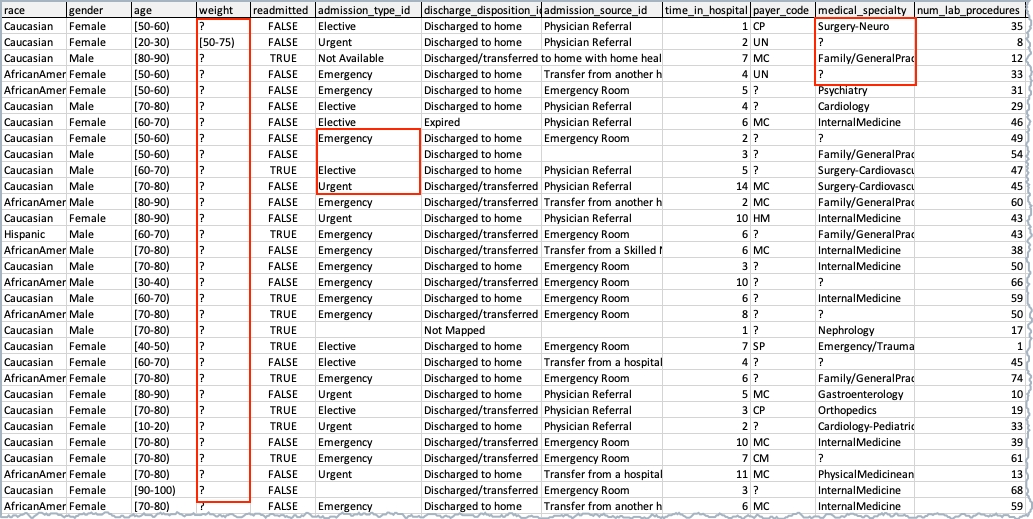 race gender age weight readmitted admission_type_id discharge_disposition_id admission_source_id time_in_hospital payer_code medical_specialty num_lab_procedures
Caucasian Female [50-60) ? FALSE Elective Discharged to home Physician Referral 1 CP Surgery-Neuro 35
Caucasian Female [20-30) [50-75) FALSE Urgent Discharged to home Physician Referral 2 UN ? 8
Caucasian Male [80-90) ? TRUE Not Available Discharged/transferred to home with home heal 7 MC Family/GeneralPrac 12
AfricanAmer Female [50-60) ? FALSE Emergency Discharged to home Transfer from another h 4 UN ? 33
AfricanAmer Female [50-60) ? FALSE Emergency Discharged to home Emergency Room 5 ? Psychiatry 31
Caucasian Male [70-80) ? FALSE Elective Discharged to home Physician Referral 4 ? Cardiology 29
Caucasian Female [60-70) ? FALSE Elective Expired Physician Referral 6 MC InternalMedicine 46
Caucasian Female [50-60) ? FALSE Emergency Discharged to home Emergency Room 2 ? ? 49
Caucasian Male [50-60) ? FALSE Discharged to home 3 ? Family/GeneralPrac 54
Caucasian Male [60-70) ? TRUE Elective Discharged to home Physician Referral 5 ? Surgery-Cardiovascu 47
Caucasian Male [70-80) ? FALSE Urgent Discharged/transferred Physician Referral 14 MC Surgery-Cardiovascu 45
AfricanAmer Male [80-90) ? FALSE Emergency Discharged/transferred Transfer from another h 2 MC Family/GeneralPrac 60
Caucasian Female [80-90) ? FALSE Urgent Discharged to home Physician Referral 10 HM InternalMedicine 43
Hispanic Male [60-70) ? TRUE Emergency Discharged to home Emergency Room 6 ? Family/GeneralPrac 43
AfricanAmer Male [70-80) ? FALSE Emergency Discharged/transferred Transfer from a Skilled N 6 MC InternalMedicine 38
Caucasian Male [70-80) ? FALSE Emergency Discharged to home Emergency Room 3 ? InternalMedicine 50
AfricanAmer Male [30-40) ? FALSE Emergency Discharged to home Emergency Room 10 ? ? 66
Caucasian Male [60-70) ? TRUE Emergency Discharged to home Emergency Room 6 ? InternalMedicine 59
AfricanAmer Male [70-80) ? TRUE Emergency Discharged/transferred Emergency Room 8 ? ? 50
Caucasian Male [70-80) ? TRUE Not Mapped 1 ? Nephrology 17
Caucasian Female [40-50) ? TRUE Elective Discharged to home Emergency Room 7 SP Emergency/Trauma 1
Caucasian Female [60-70) ? FALSE Elective Discharged to home Transfer from a hospital 4 ? ? 45
AfricanAmer Female [70-80) ? TRUE Emergency Discharged to home Emergency Room 6 ? Family/GeneralPrac 74
Caucasian Female [80-90) ? FALSE Urgent Discharged to home Physician Referral 5 MC Gastroenterology 10
Caucasian Female [70-80) ? TRUE Elective Discharged/transferred Physician Referral 3 CP Orthopedics 19
Caucasian Female [10-20) ? TRUE Urgent Discharged to home Physician Referral 2 ? Cardiology-Pediatric 33
Caucasian Female [70-80) ? FALSE Emergency Discharged/transferred Emergency Room 10 MC InternalMedicine 39
Caucasian Female [70-80) ? TRUE Emergency Discharged/transferred Emergency Room 7 CM ? 61
AfricanAmer Female [70-80) ? FALSE Urgent Discharged to home Transfer from a hospital 11 MC PhysicalMedicinean 13
Caucasian Female [90-100) ? FALSE Discharged/transferred Emergency Room 3 ? InternalMedicine 68
AfricanAmer Female [70-80) ? FALSE Emergency Discharged to home Transfer from another h 6 MC InternalMedicine 59